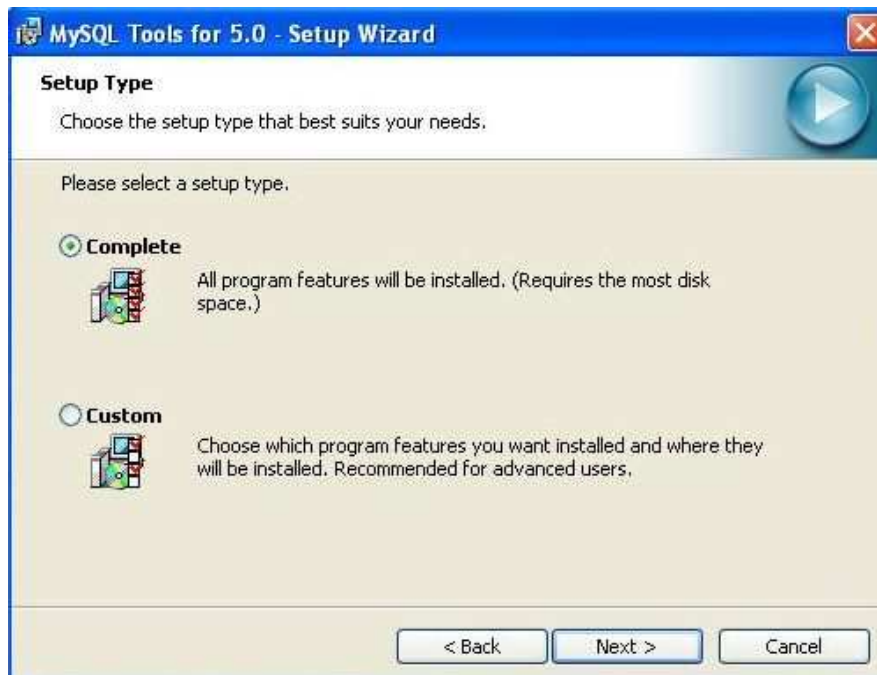 MySQL Tools for 5.0 - Setup Wizard
Setup Type
Choose the setup type that best suits your needs.
Please select a setup type.
Complete
All program features will be installed. (Requires the most disk
space.)
Custom
Choose which program features you want installed and where they
will be installed. Recommended for advanced users.
< Back
Next >
Cancel